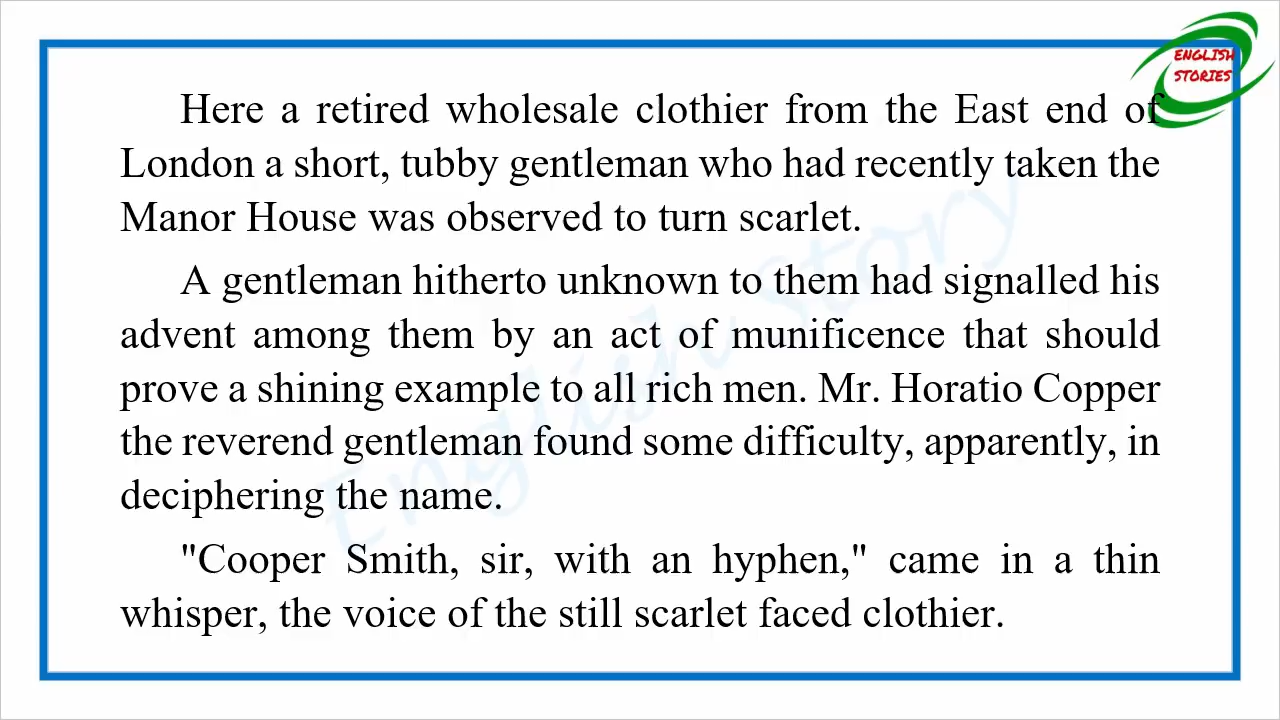 ENGLISH
STORIES
Here a retired wholesale clothier from the East end of
London a short, tubby gentleman who had recently taken the
Manor House was observed to turn scarlet.
A gentleman hitherto unknown to them had signalled his
advent among them by an act of munificence that should
prove a shining example to all rich men. Mr. Horatio Copper
the reverend gentleman found some difficulty, apparently, in
deciphering the name.
"Cooper Smith, sir, with an hyphen," came in a thin
whisper, the voice of the still scarlet faced clothier.
English Story